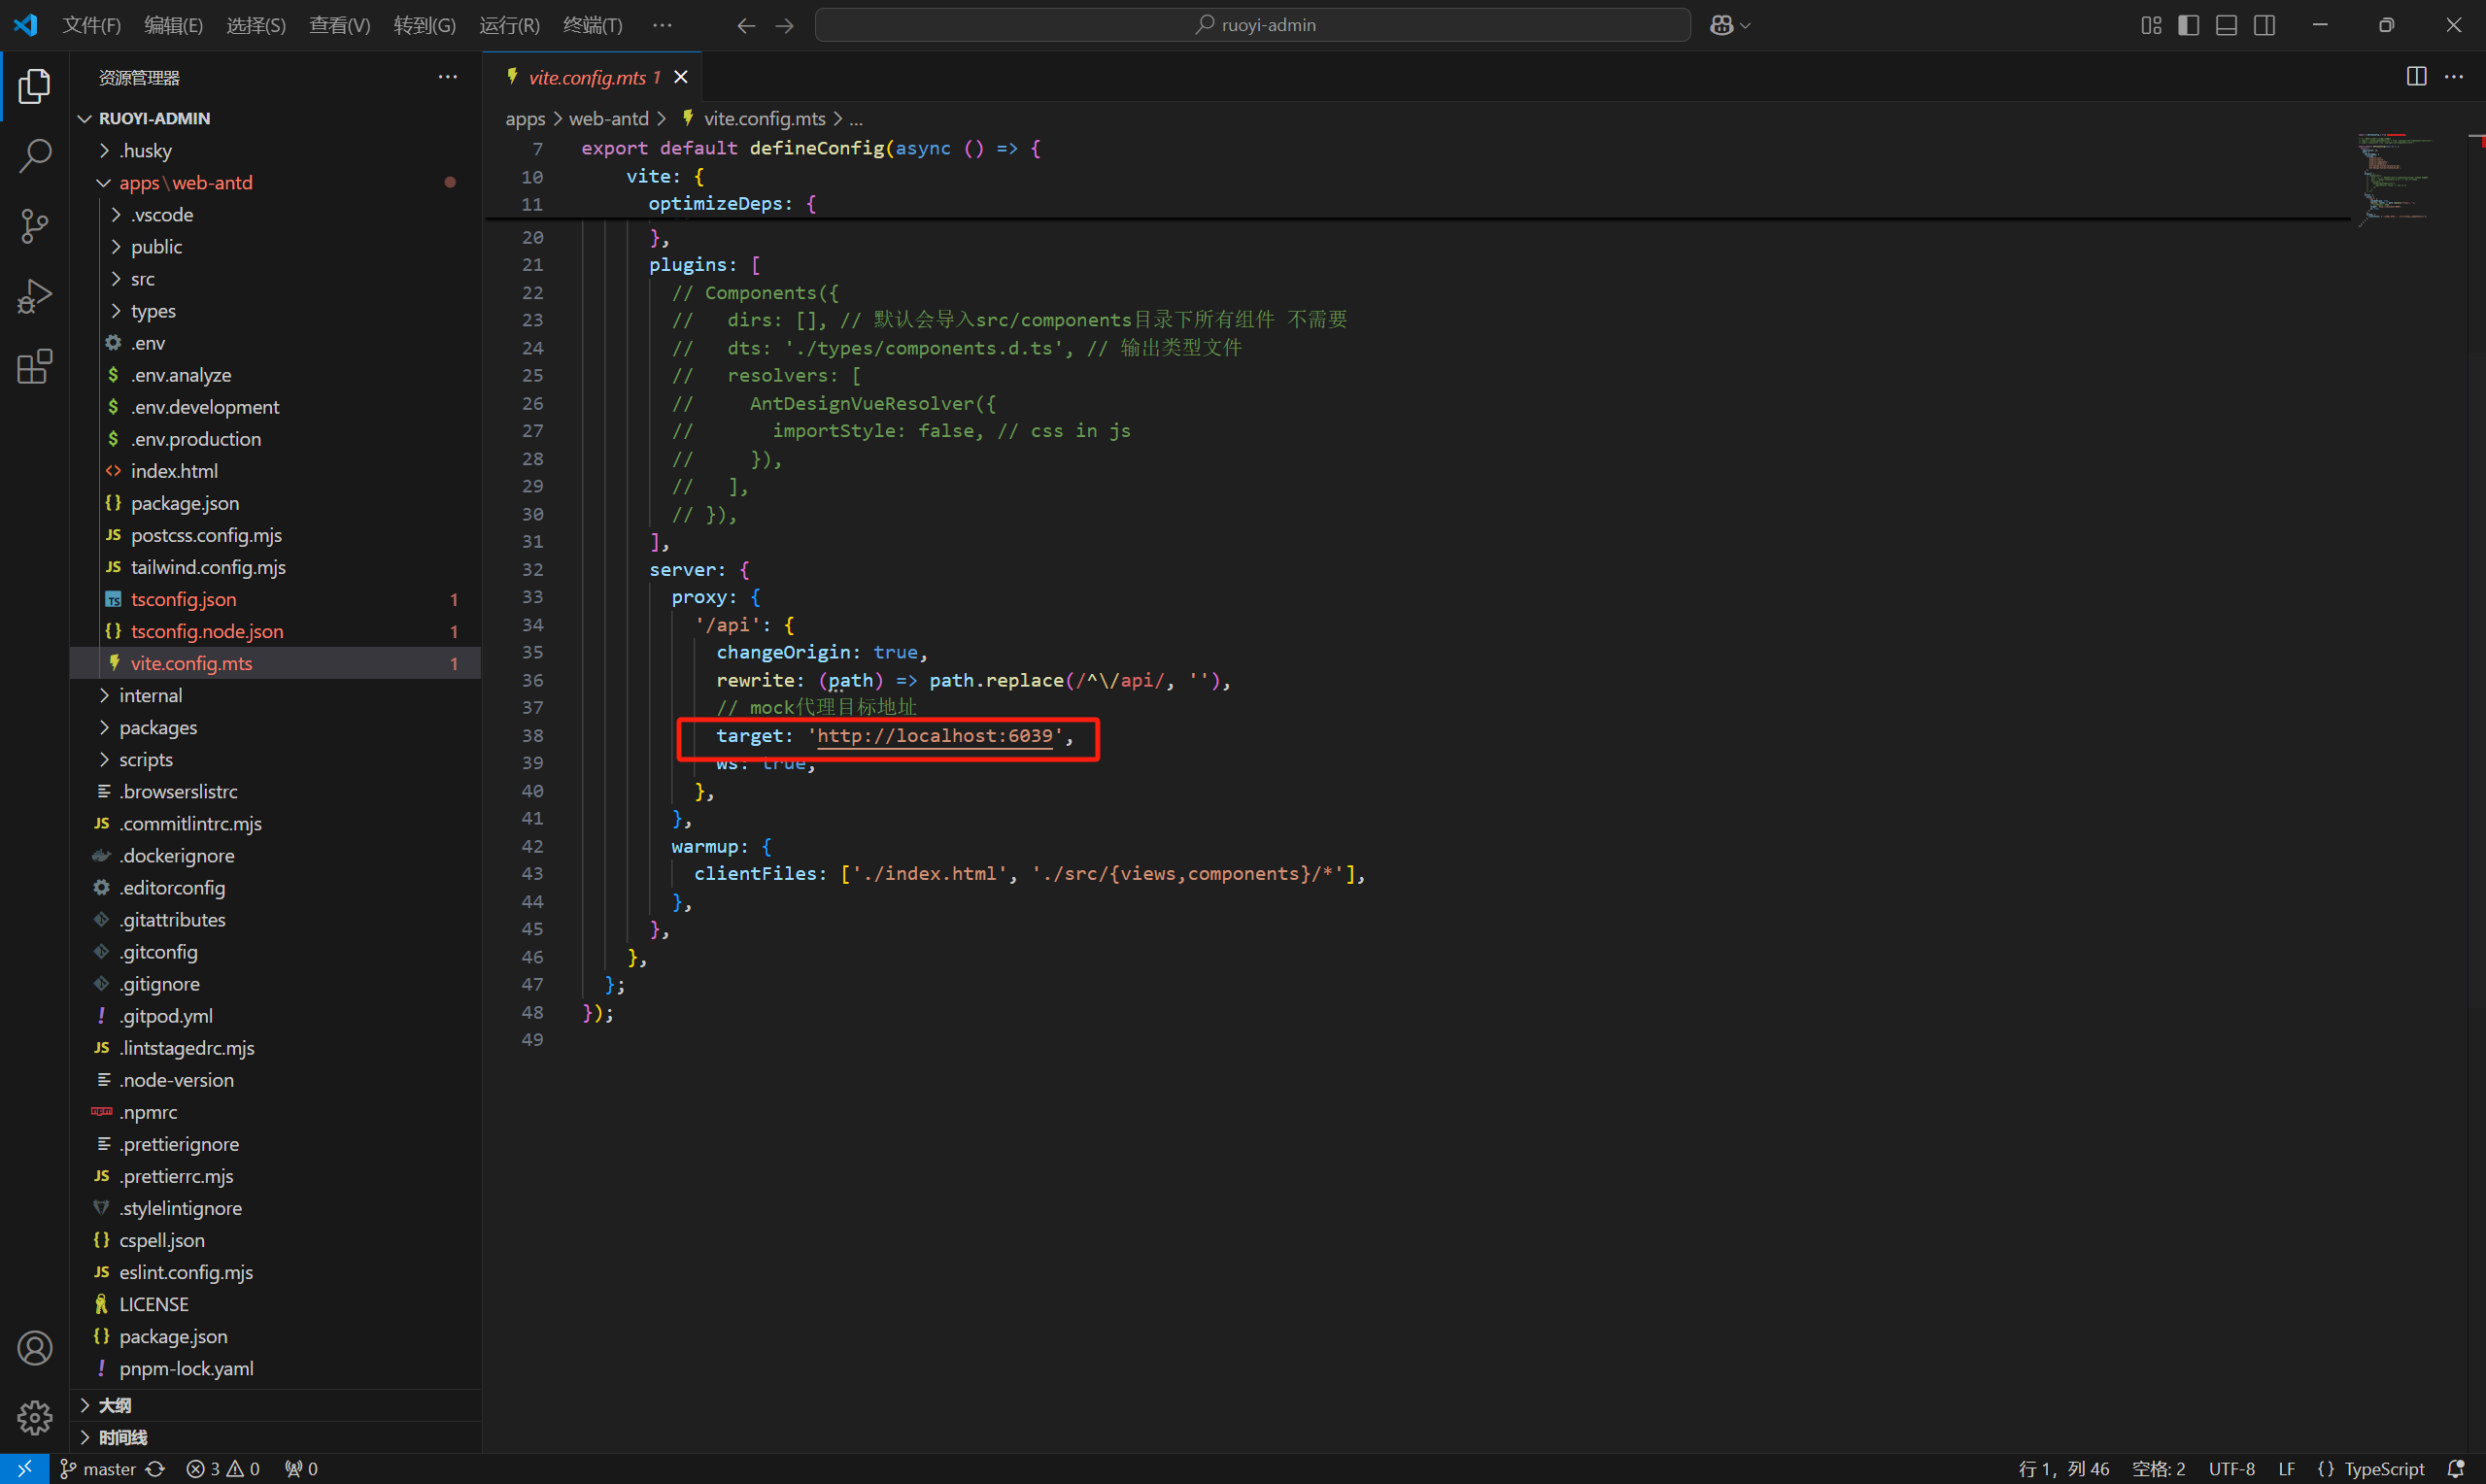 文件(F) 编辑(E) 选择(S) 查看(V) 转到(G) 运行(R) 终端(T) ··· ruoyi-admin
资源管理器 ···
RUOYI-ADMIN
.husky
apps\web-antd
.vscode
public
src
types
.env
$ .env.analyze
$ .env.development
$ .env.production
<> index.html
{} package.json
JS postcss.config.mjs
JS tailwind.config.mjs
TS tsconfig.json 1
{} tsconfig.node.json 1
vite.config.mts 1
internal
packages
scripts
.browserslistrc
JS .commitlintrc.mjs
.dockerignore
.editorconfig
.gitattributes
.gitconfig
.gitignore
! .gitpod.yml
JS .lintstagedrc.mjs
.node-version
.npmrc
.prettierignore
JS .prettierrc.mjs
.stylelintignore
{} cspell.json
JS eslint.config.mjs
LICENSE
{} package.json
! pnpm-lock.yaml
大纲
时间线
vite.config.mts 1
apps > web-antd > vite.config.mts > ...
7 export default defineConfig(async () => {
10 vite: {
11 optimizeDeps: {
20 },
21 plugins: [
22 // Components({
23 //   dirs: [], // 默认会导入src/components目录下所有组件 不需要
24 //   dts: './types/components.d.ts', // 输出类型文件
25 //   resolvers: [
26 //     AntDesignVueResolver({
27 //       importStyle: false, // css in js
28 //     }),
29 //   ],
30 // }),
31 ],
32 server: {
33 proxy: {
34 '/api': {
35 changeOrigin: true,
36 rewrite: (path) => path.replace(/^\/api/, ''),
37 // mock代理目标地址
38 target: 'http://localhost:6039',
39 ws: true,
40 },
41 },
42 warmup: {
43 clientFiles: ['./index.html', './src/{views,components}/*'],
44 },
45 },
46 },
47 };
48 });
49
master 3 0 0 行 1，列 46 空格: 2 UTF-8 LF {} TypeScript